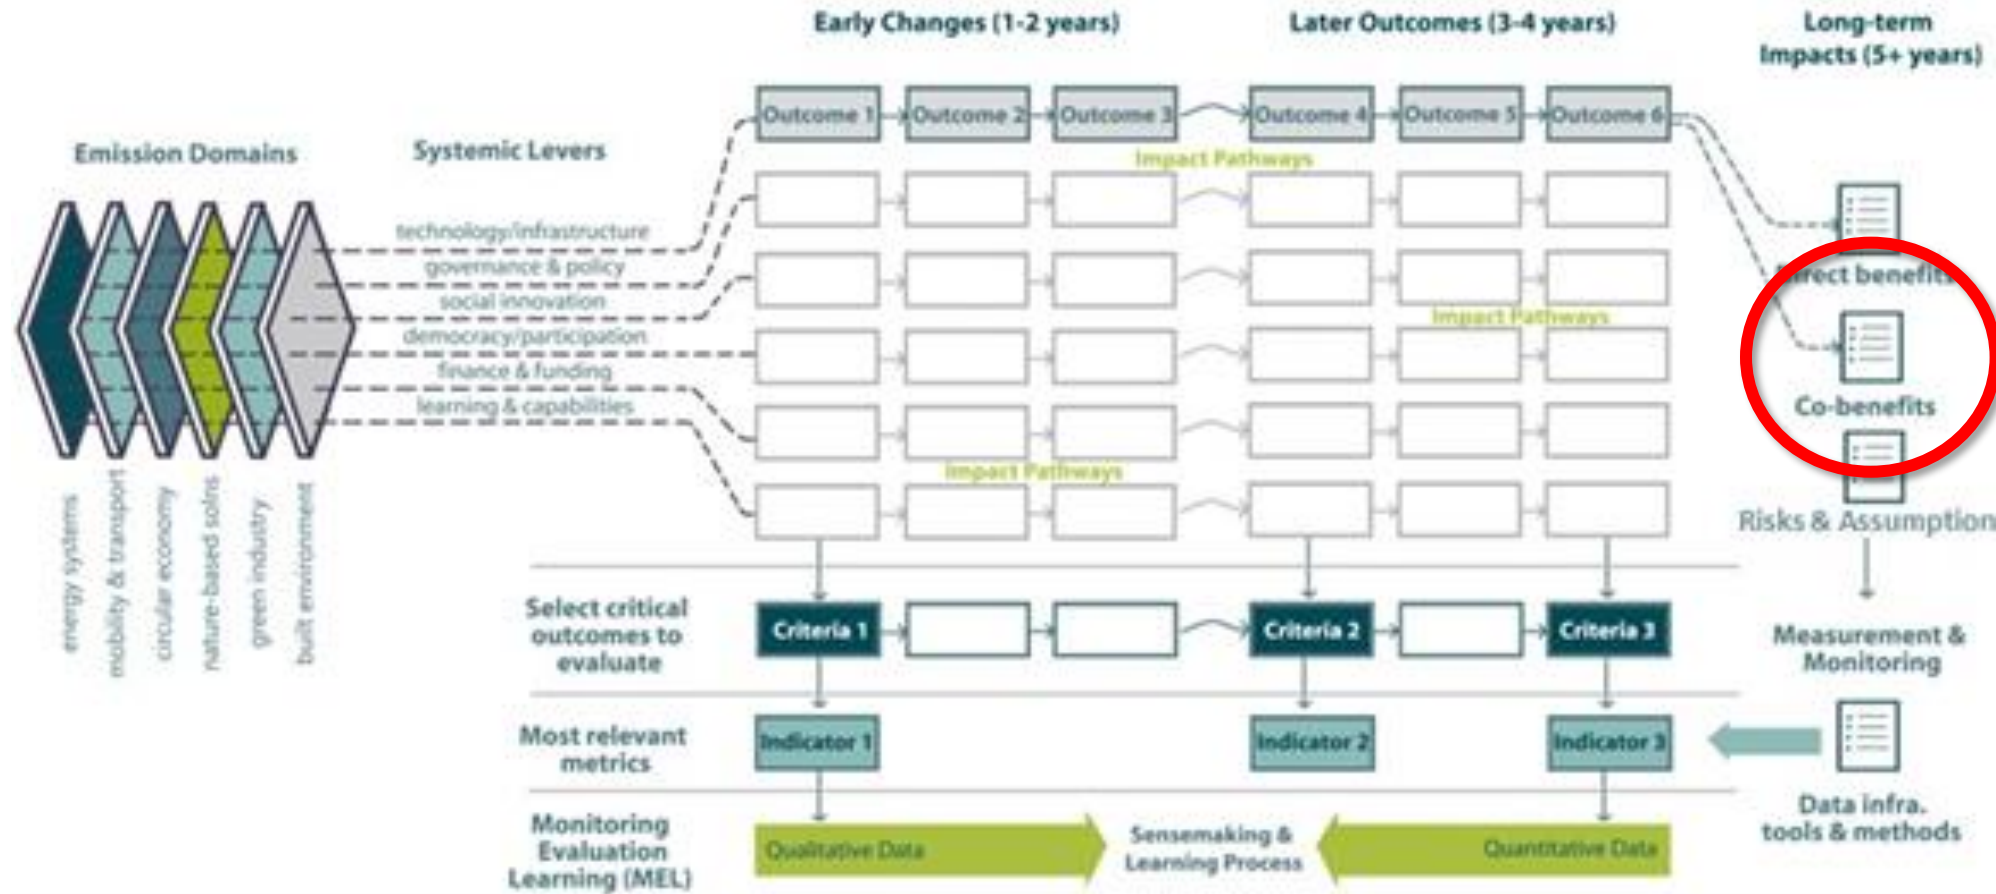 Early Changes (1-2 years)
Later Outcomes (3-4 years)
Long-term
Impacts (5+ years)
Emission Domains
Systemic Levers
Outcome 1
Outcome 2
Outcome 3
Outcome 4
Outcome 5
Outcome 6
Impact Pathways
technology/infrastructure
governance & policy
social innovation
democracy/participation
finance & funding
learning & capabilities
Impact Pathways
Impact Pathways
Direct benefits
Co-benefits
Risks & Assumption
energy systems
mobility & transport
circular economy
nature-based solns
green industry
built environment
Select critical
outcomes to
evaluate
Criteria 1
Criteria 2
Criteria 3
Measurement &
Monitoring
Most relevant
metrics
Indicator 1
Indicator 2
Indicator 3
Data infra.
tools & methods
Monitoring
Evaluation
Learning (MEL)
Qualitative Data
Sensemaking &
Learning Process
Quantitative Data